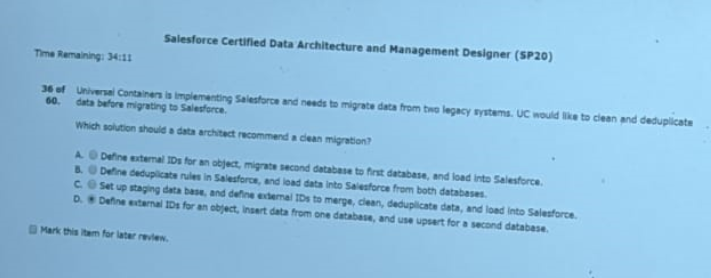 Salesforce Certified Data Architecture and Management Designer (SP20)
Time Remaining: 34:11
36 of 60. Universal Containers is implementing Salesforce and needs to migrate data from two legacy systems. UC would like to clean and deduplicate
data before migrating to Salesforce.
Which solution should a data architect recommend a clean migration?
A. Define external IDs for an object, migrate second database to first database, and load into Salesforce.
B. Define deduplicate rules in Salesforce, and load data into Salesforce from both databases.
C. Set up staging data base, and define external IDs to merge, clean, deduplicate data, and load into Salesforce.
D. Define external IDs for an object, insert data from one database, and use upsert for a second database.
Mark this item for later review.